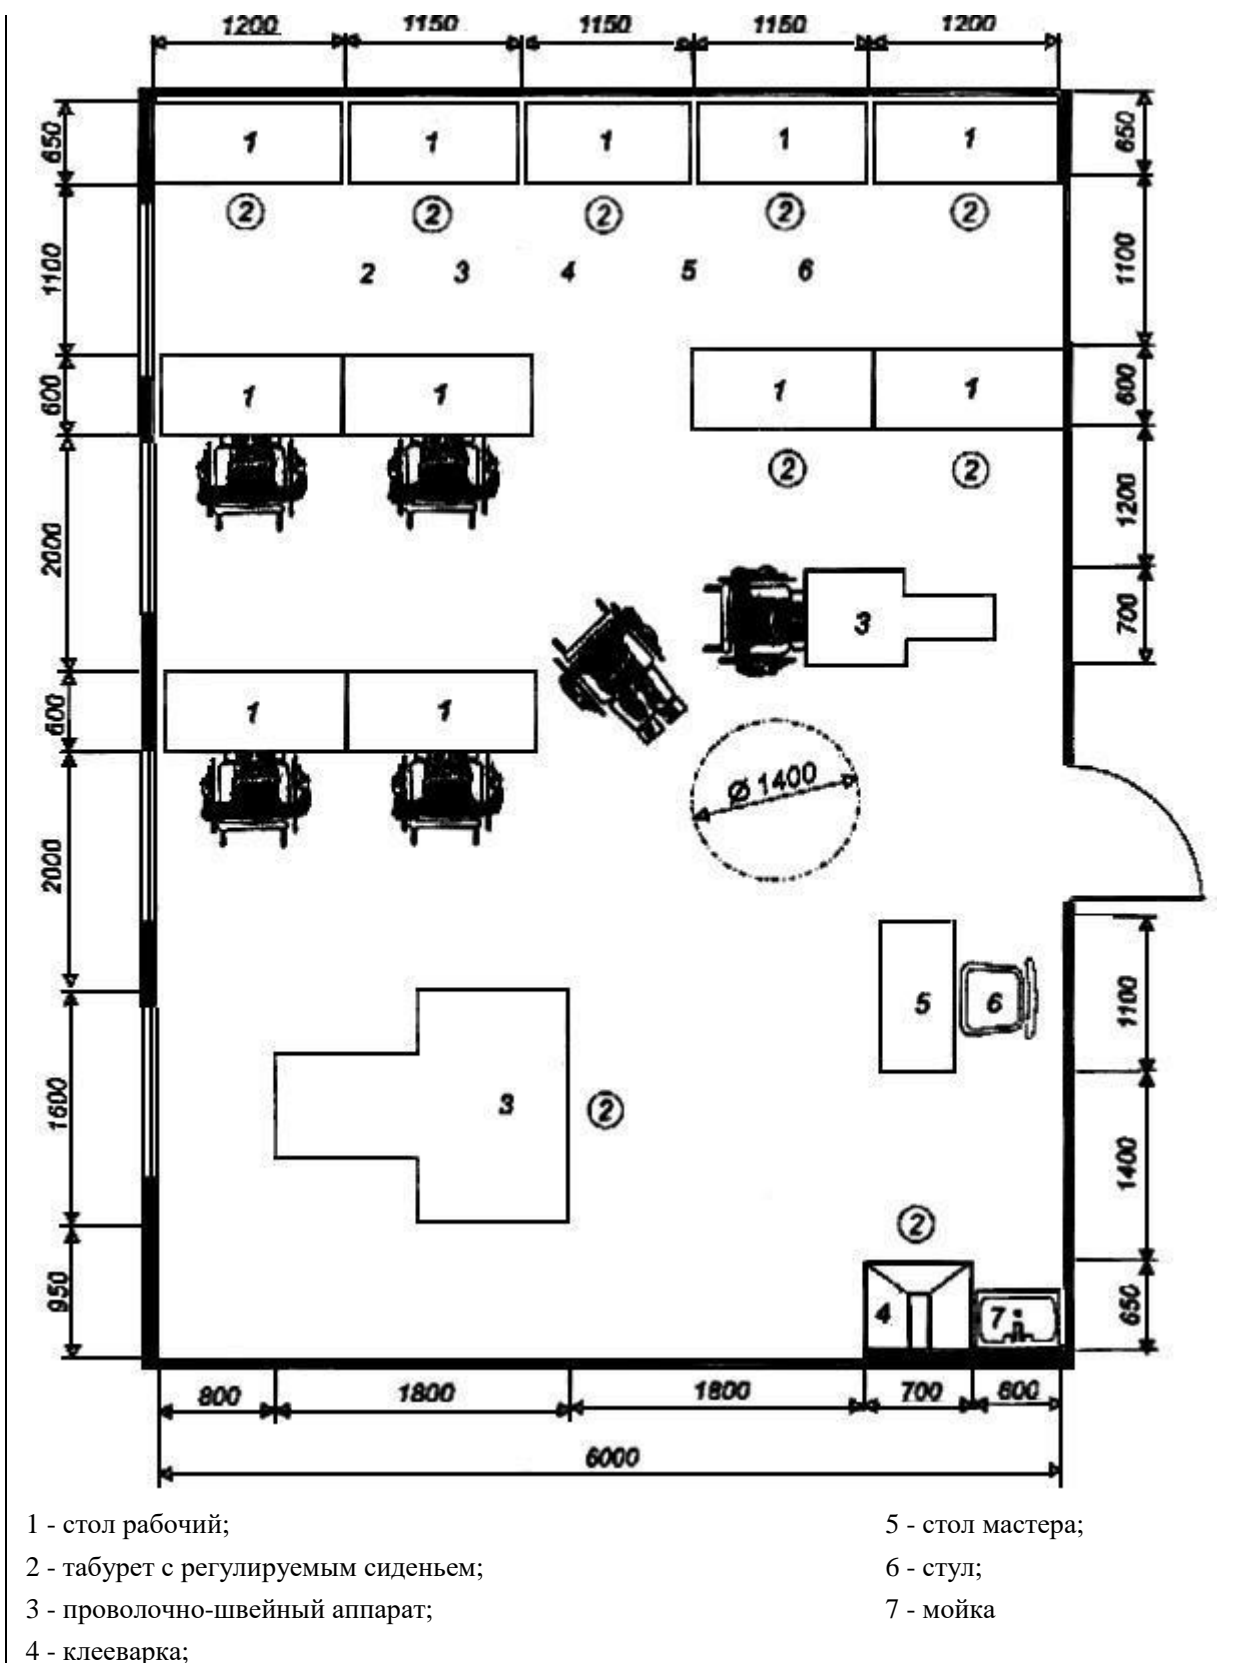 1200 1150 1150 1150 1200
650 1 1 1 1 1 650
2 2 2 2 2
1100 2 3 4 5 6 1100
600 1 1 1 1 600
2 2 1200
2000
3 700
600 1 1
Ø 1400
2000
5 6 1100
1600 3 2
1400
2
950 4 7 650
800 1800 1800 700 600
6000
1 - стол рабочий; 5 - стол мастера;
2 - табурет с регулируемым сиденьем; 6 - стул;
3 - проволочно-швейный аппарат; 7 - мойка
4 - клееварка;